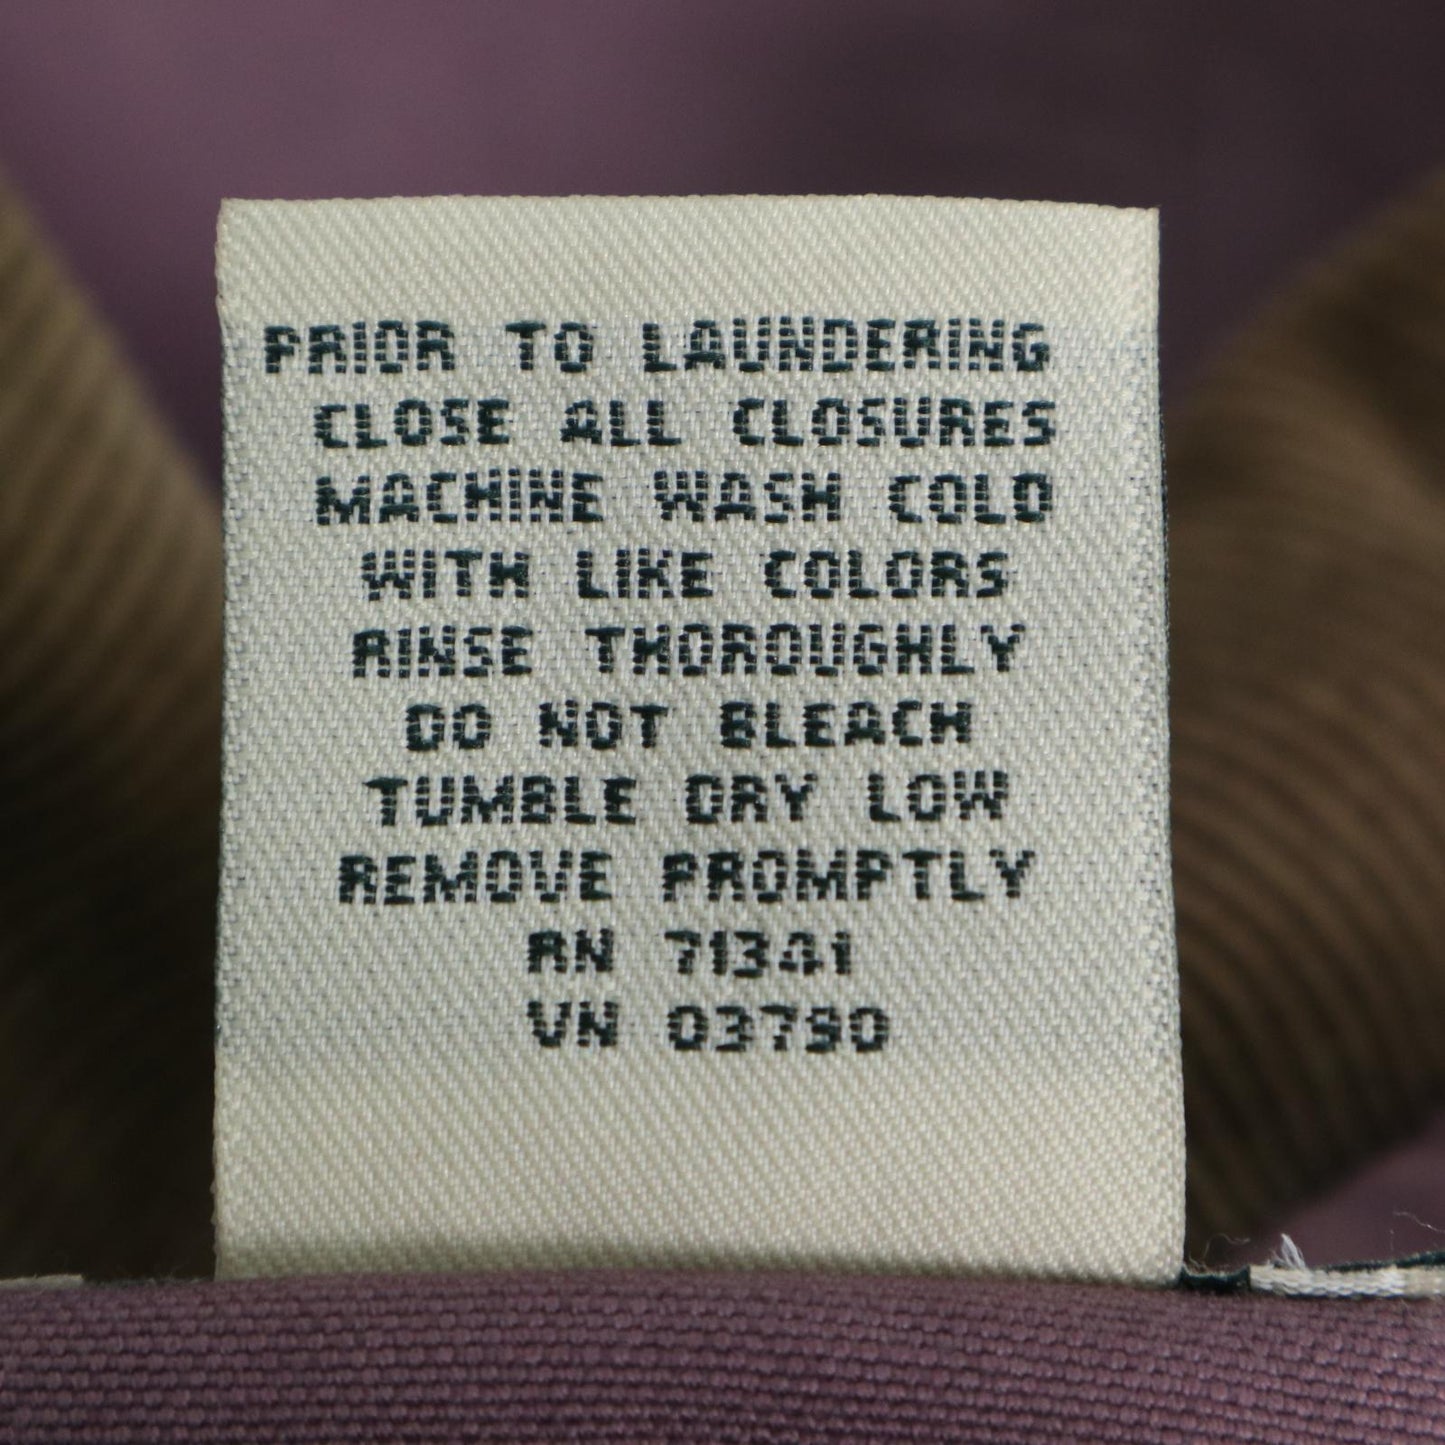 PRIOR TO LAUNDERING
CLOSE ALL CLOSURES
MACHINE WASH COLD
WITH LIKE COLORS
RINSE THOROUGHLY
DO NOT BLEACH
TUMBLE DRY LOW
REMOVE PROMPTLY
RN 71341
VN 03790